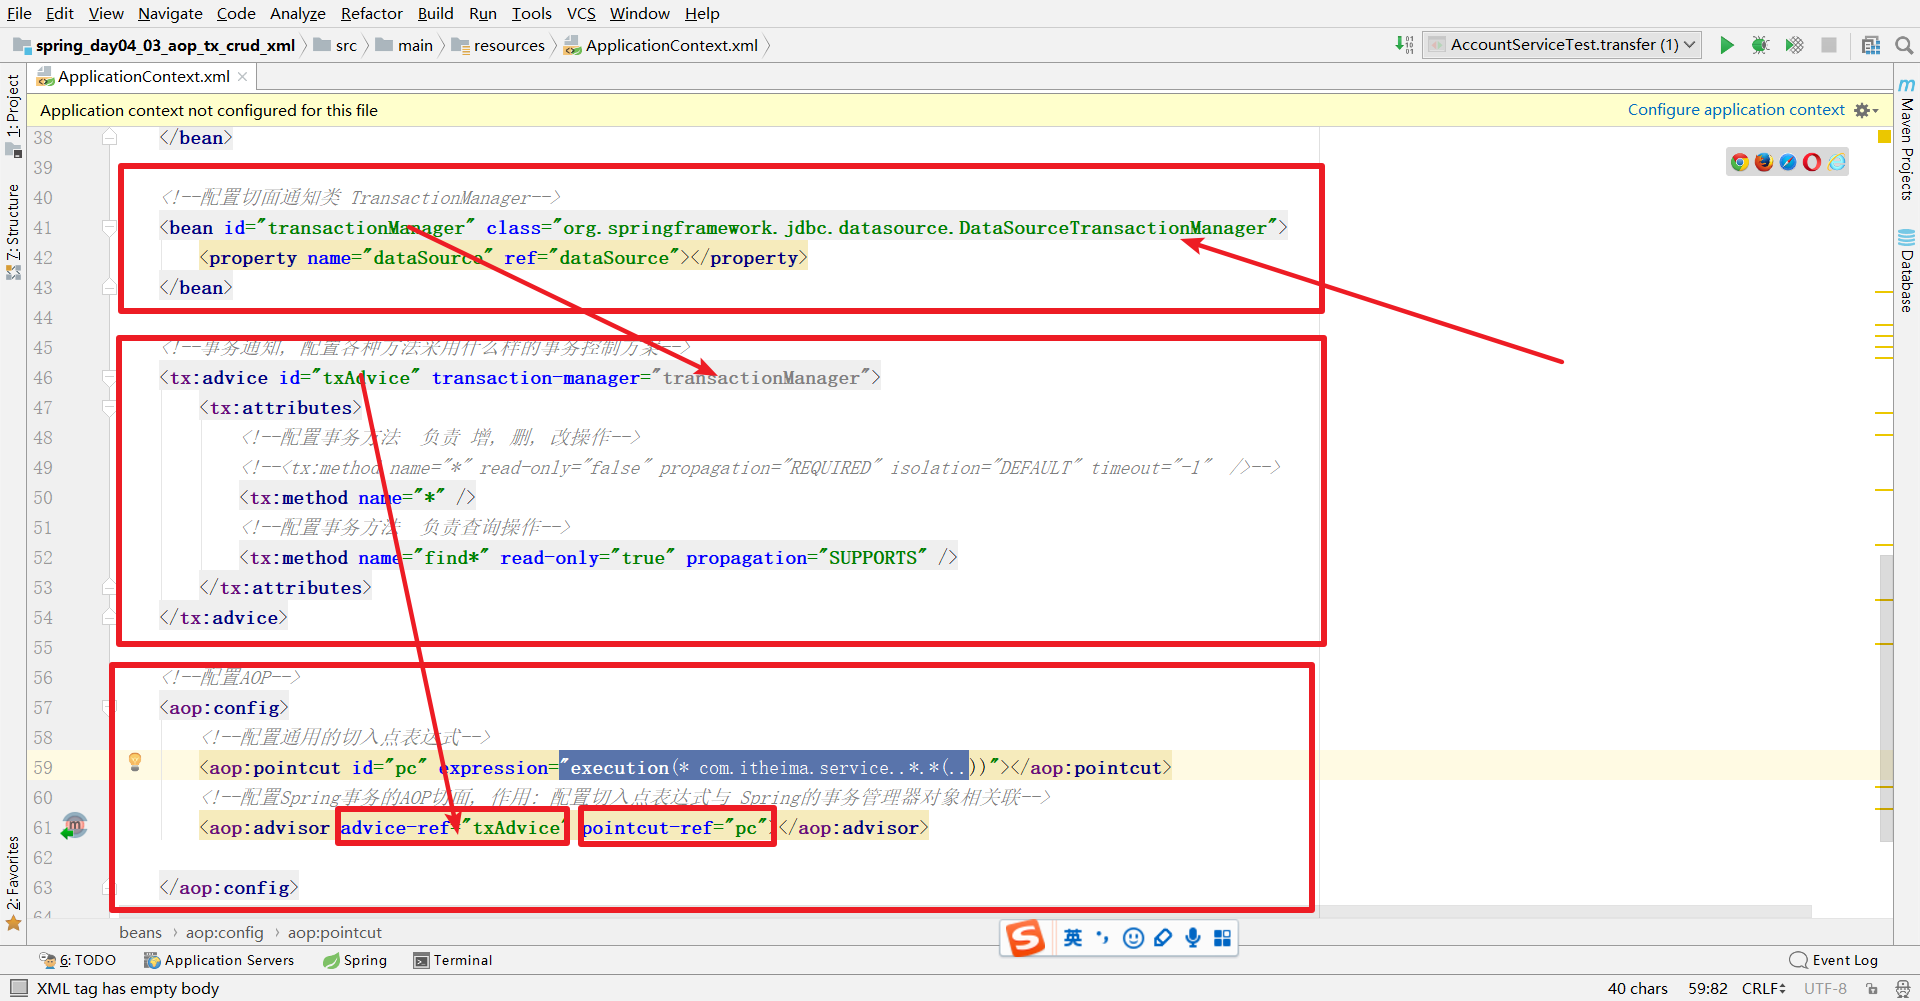 File Edit View Navigate Code Analyze Refactor Build Run Tools VCS Window Help
spring_day04_03_aop_tx_crud_xml src main resources ApplicationContext.xml AccountServiceTest.transfer (1)
ApplicationContext.xml
Application context not configured for this file Configure application context
38 </bean>
39
40 <!--配置切面通知类 TransactionManager-->
41 <bean id="transactionManager" class="org.springframework.jdbc.datasource.DataSourceTransactionManager">
42 <property name="dataSource" ref="dataSource"></property>
43 </bean>
44
45 <!--事务通知, 配置各种方法采用什么样的事务控制方案-->
46 <tx:advice id="txAdvice" transaction-manager="transactionManager">
47 <tx:attributes>
48 <!--配置事务方法 负责 增, 删, 改操作-->
49 <!--<tx:method name="*" read-only="false" propagation="REQUIRED" isolation="DEFAULT" timeout="-1" />-->
50 <tx:method name="*" />
51 <!--配置事务方法 负责查询操作-->
52 <tx:method name="find*" read-only="true" propagation="SUPPORTS" />
53 </tx:attributes>
54 </tx:advice>
55
56 <!--配置AOP-->
57 <aop:config>
58 <!--配置通用的切入点表达式-->
59 <aop:pointcut id="pc" expression="execution(* com.itheima.service..*.*(..))"></aop:pointcut>
60 <!--配置Spring事务的AOP切面, 作用: 配置切入点表达式与 Spring的事务管理器对象相关联-->
61 <aop:advisor advice-ref="txAdvice" pointcut-ref="pc"></aop:advisor>
62
63 </aop:config>
64
1: Project
7: Structure
2: Favorites
Maven Projects
Database
beans › aop:config › aop:pointcut
英
6: TODO Application Servers Spring Terminal Event Log
XML tag has empty body 40 chars 59:82 CRLF UTF-8